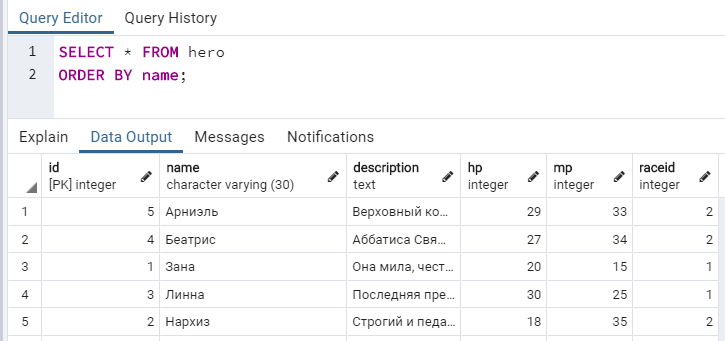 Query Editor Query History
1 SELECT * FROM hero
2 ORDER BY name;
Explain Data Output Messages Notifications
id name description hp mp raceid
[PK] integer character varying (30) text integer integer integer
1 5 Арниэль Верховный ко... 29 33 2
2 4 Беатрис Аббатиса Свя... 27 34 2
3 1 Зана Она мила, чест... 20 15 1
4 3 Линна Последняя пре... 30 25 1
5 2 Нархиз Строгий и педа... 18 35 2